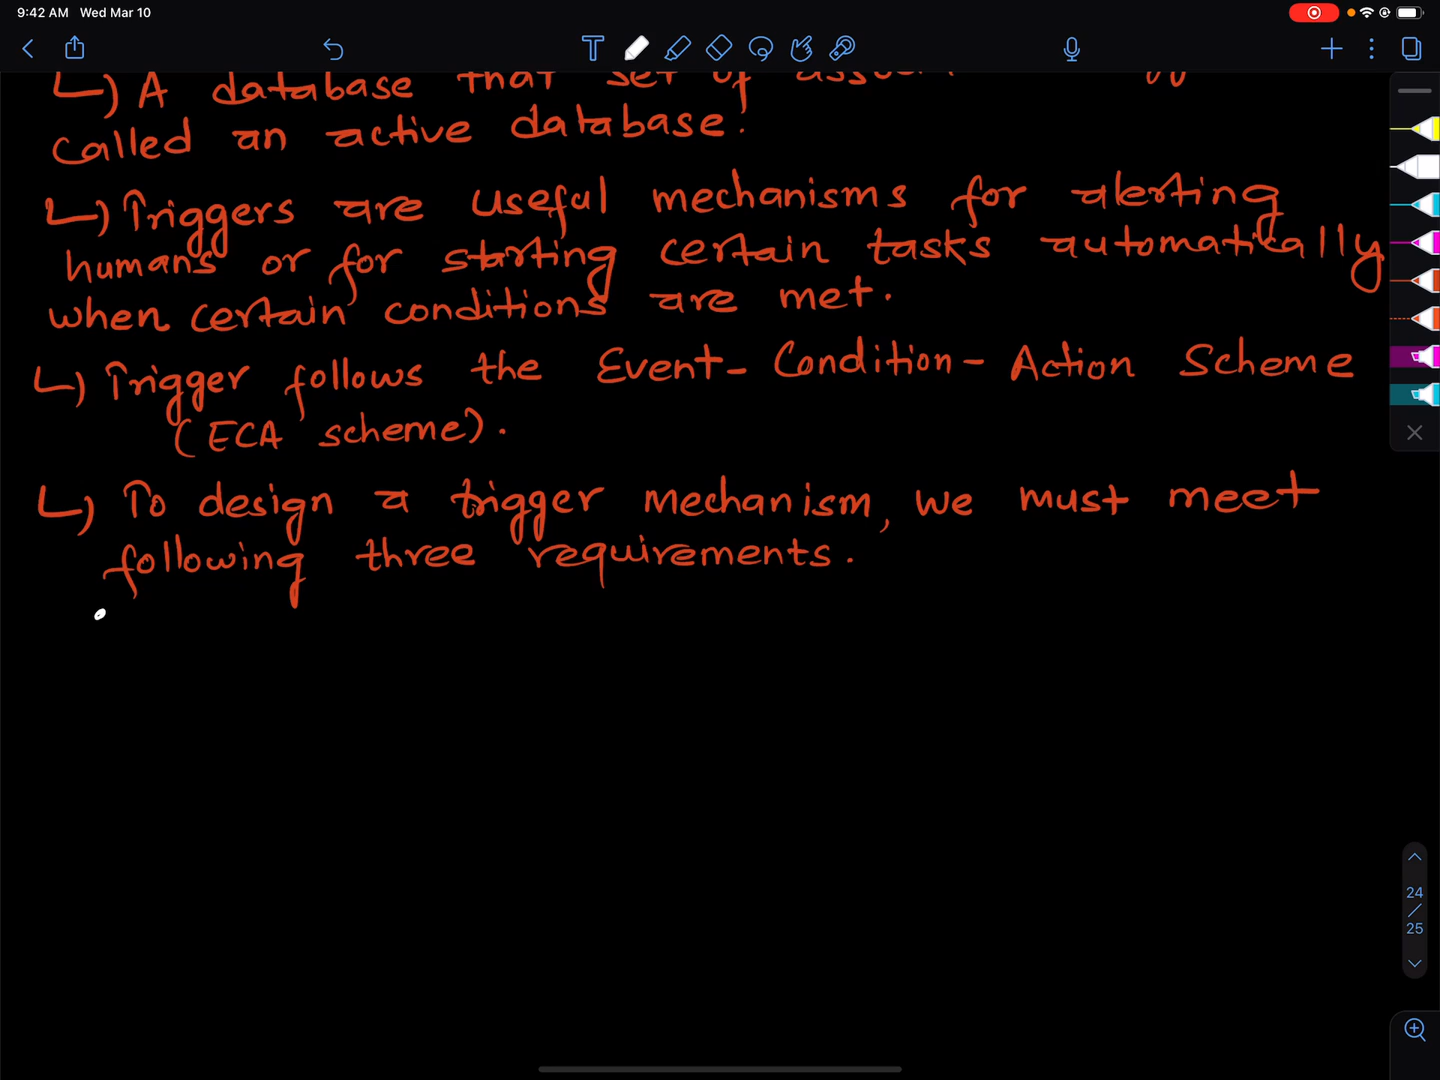 9:42 AM Wed Mar 10
↳) A database that set of
called an active database.
↳) Triggers are useful mechanisms for alerting
humans or for starting certain tasks automatically
when certain conditions are met.
↳) Trigger follows the Event- Condition - Action Scheme
(ECA scheme).
↳) To design a trigger mechanism, we must meet
following three requirements.
24
/
25